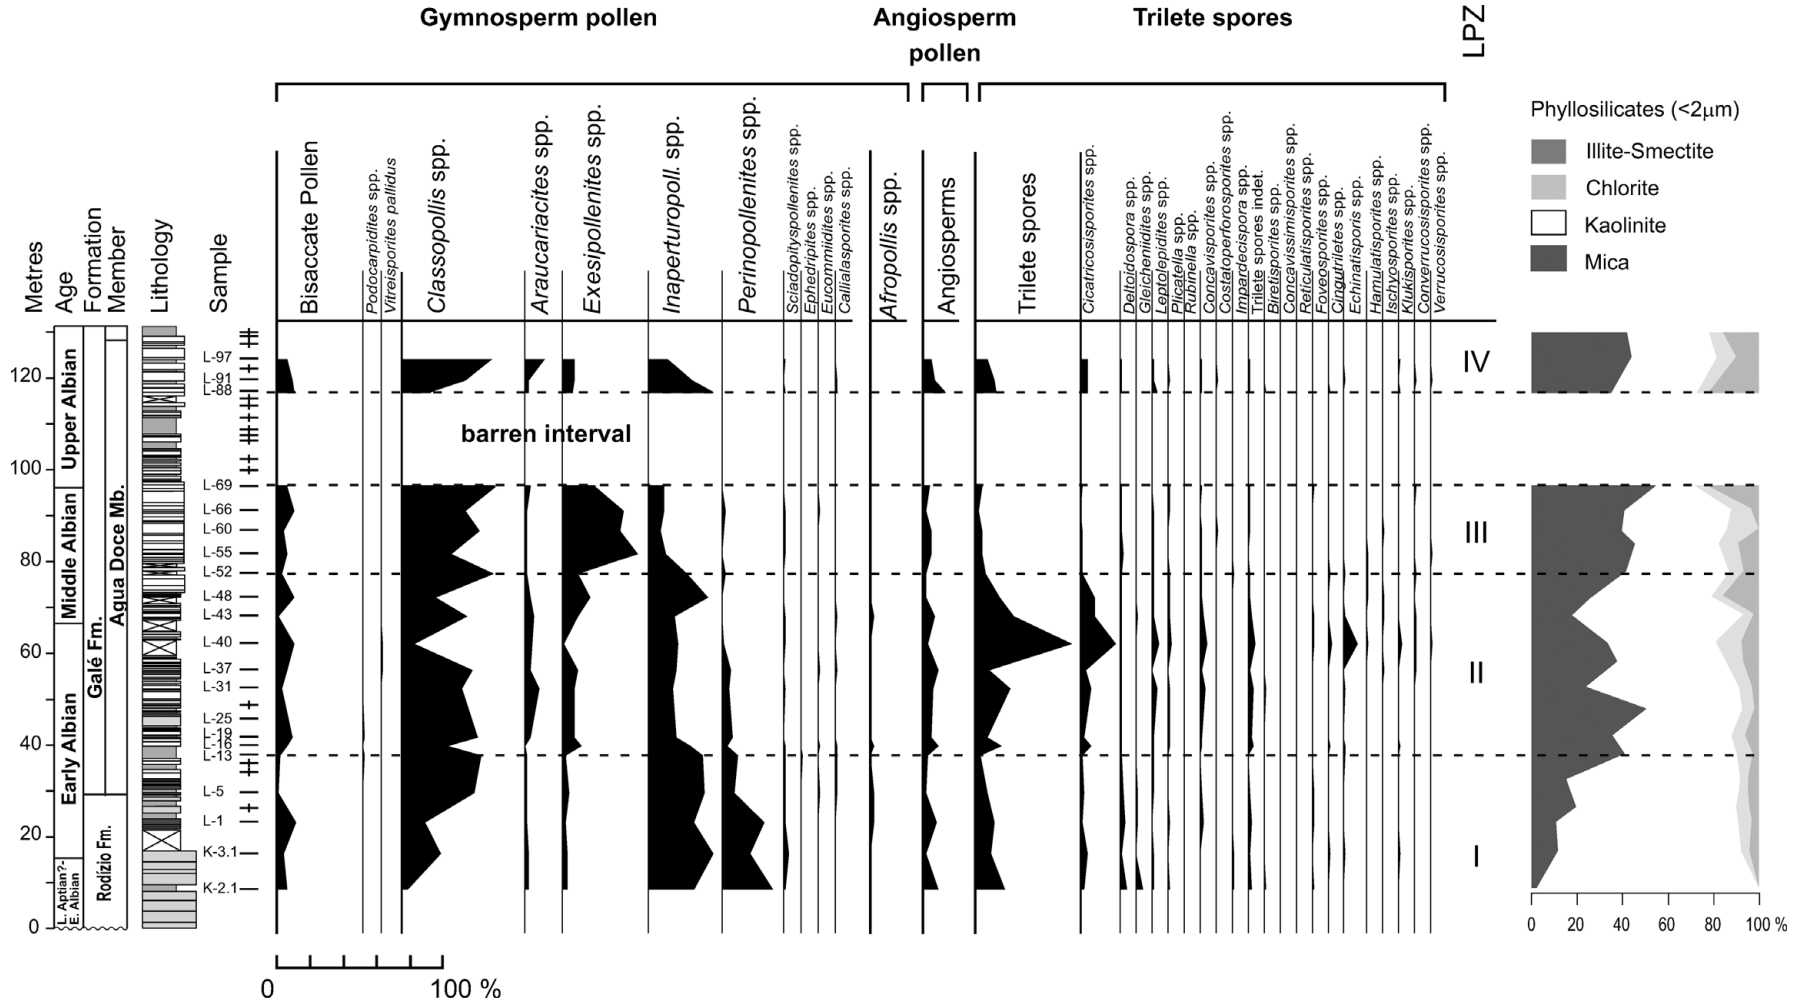 Gymnosperm pollen
Angiosperm
pollen
Trilete spores
LPZ
Metres
Age
Formation
Member
Lithology
Sample
Bisaccate Pollen
Podocarpidites spp.
Vitreisporites pallidus
Classopollis spp.
Araucariacites spp.
Exesipollenites spp.
Inaperturopoll. spp.
Perinopollenites spp.
Sciadopityspollenites spp.
Ephedripites spp.
Eucommiidites spp.
Callialasporites spp.
Afropollis spp.
Angiosperms
Trilete spores
Cicatricosisporites spp.
Deltoidospora spp.
Gleicheniidites spp.
Leptolepidites spp.
Plicatella spp.
Rubinella spp.
Concavisporites spp.
Costatoperforosporites spp.
Impardecispora spp.
Trilete spores indet.
Biretisporites spp.
Concavissimisporites spp.
Reticulatisporites spp.
Foveosporites spp.
Cingutriletes spp.
Echinatisporis spp.
Hamulatisporites spp.
Ischyosporites spp.
Klukisporites spp.
Converrucosisporites spp.
Verrucosisporites spp.
Phyllosilicates (<2µm)
Illite-Smectite
Chlorite
Kaolinite
Mica
120
100
80
60
40
20
0
Upper Albian
Middle Albian
Early Albian
L. Aptian?-
E. Albian
Galé Fm.
Rodízio Fm.
Agua Doce Mb.
L-97
L-91
L-88
L-69
L-66
L-60
L-55
L-52
L-48
L-43
L-40
L-37
L-31
L-25
L-19
L-16
L-13
L-5
L-1
K-3.1
K-2.1
barren interval
IV
III
II
I
0 100 %
0 20 40 60 80 100 %